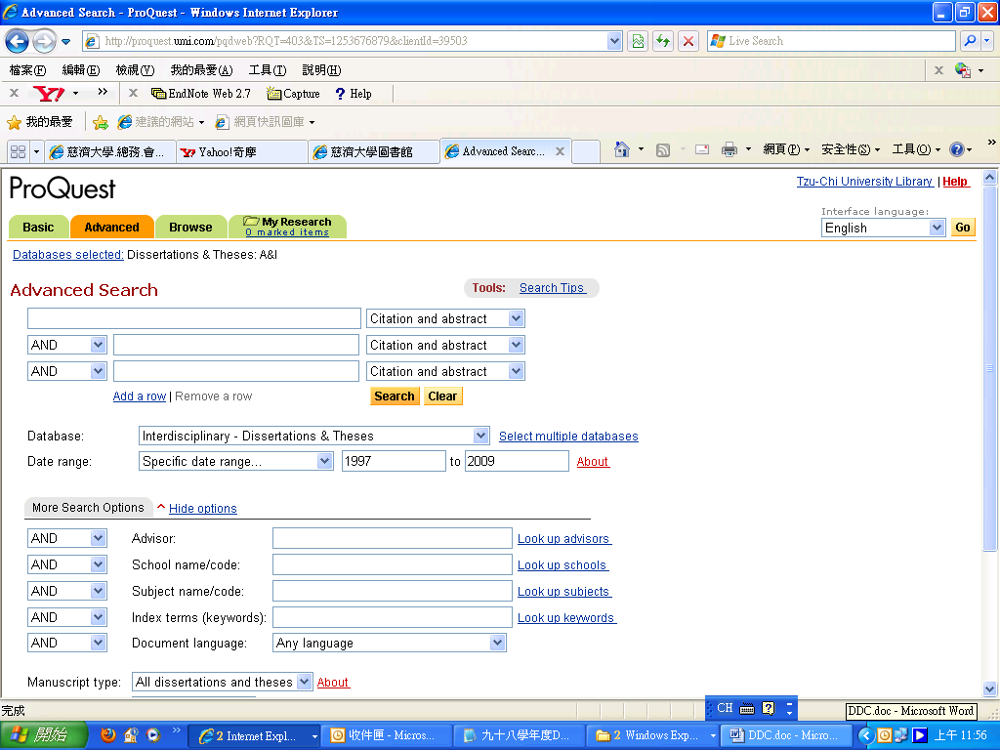 Advanced Search - ProQuest - Windows Internet Explorer
http://proquest.umi.com/pqdweb?RQT=403&TS=1253676879&clientId=39503
Live Search
檔案(F) 編輯(E) 檢視(V) 我的最愛(A) 工具(T) 說明(H)
Y! » EndNote Web 2.7 Capture ? Help
我的最愛 建議的網站 網頁快訊圖庫
慈濟大學.總務.會... Yahoo!奇摩 慈濟大學圖書館 Advanced Searc... 網頁(P) 安全性(S) 工具(O) »
ProQuest
Tzu-Chi University Library | Help
Basic Advanced Browse My Research
0 marked items
Interface language:
English Go
Databases selected: Dissertations & Theses: A&I
Advanced Search
Tools: Search Tips
Citation and abstract
AND Citation and abstract
AND Citation and abstract
Add a row | Remove a row Search Clear
Database: Interdisciplinary - Dissertations & Theses Select multiple databases
Date range: Specific date range... 1997 to 2009 About
More Search Options ^ Hide options
AND Advisor: Look up advisors
AND School name/code: Look up schools
AND Subject name/code: Look up subjects
AND Index terms (keywords): Look up keywords
AND Document language: Any language
Manuscript type: All dissertations and theses About
完成
CH ?
DDC.doc - Microsoft Word
開始 » 2 Internet Expl... 收件匣 - Micros... 九十八學年度D... 2 Windows Exp... DDC.doc - Micro... 上午 11:56